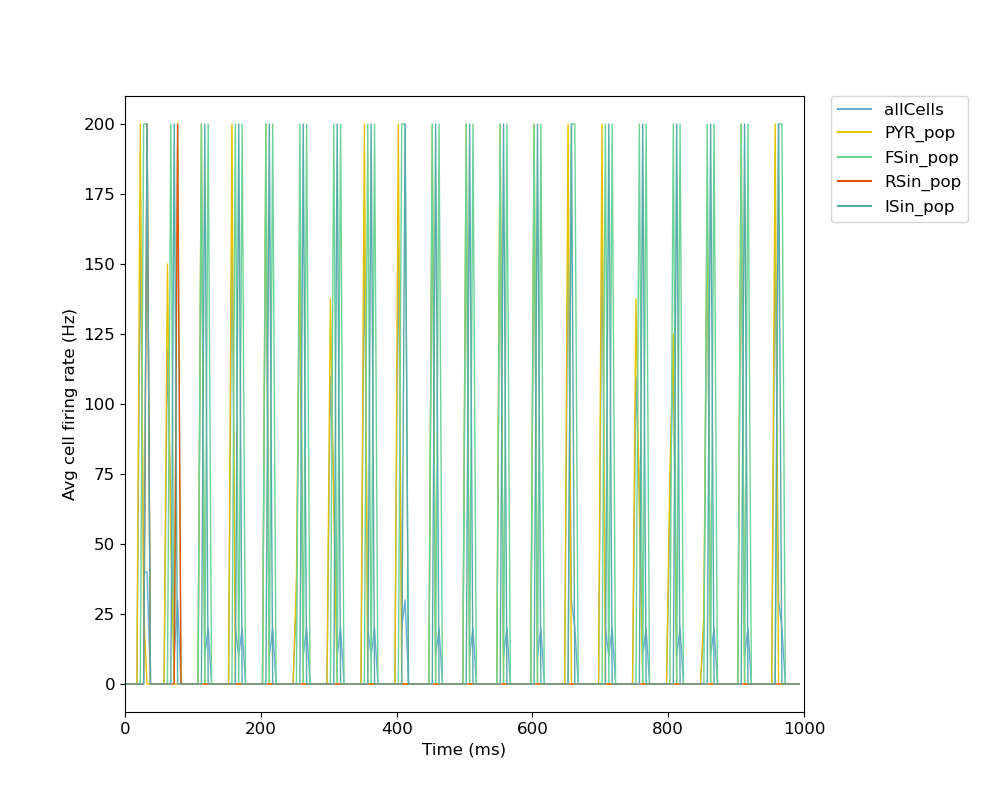 allCells
PYR_pop
FSin_pop
RSin_pop
ISin_pop
200
175
150
125
100
75
50
25
0
Avg cell firing rate (Hz)
0 200 400 600 800 1000
Time (ms)